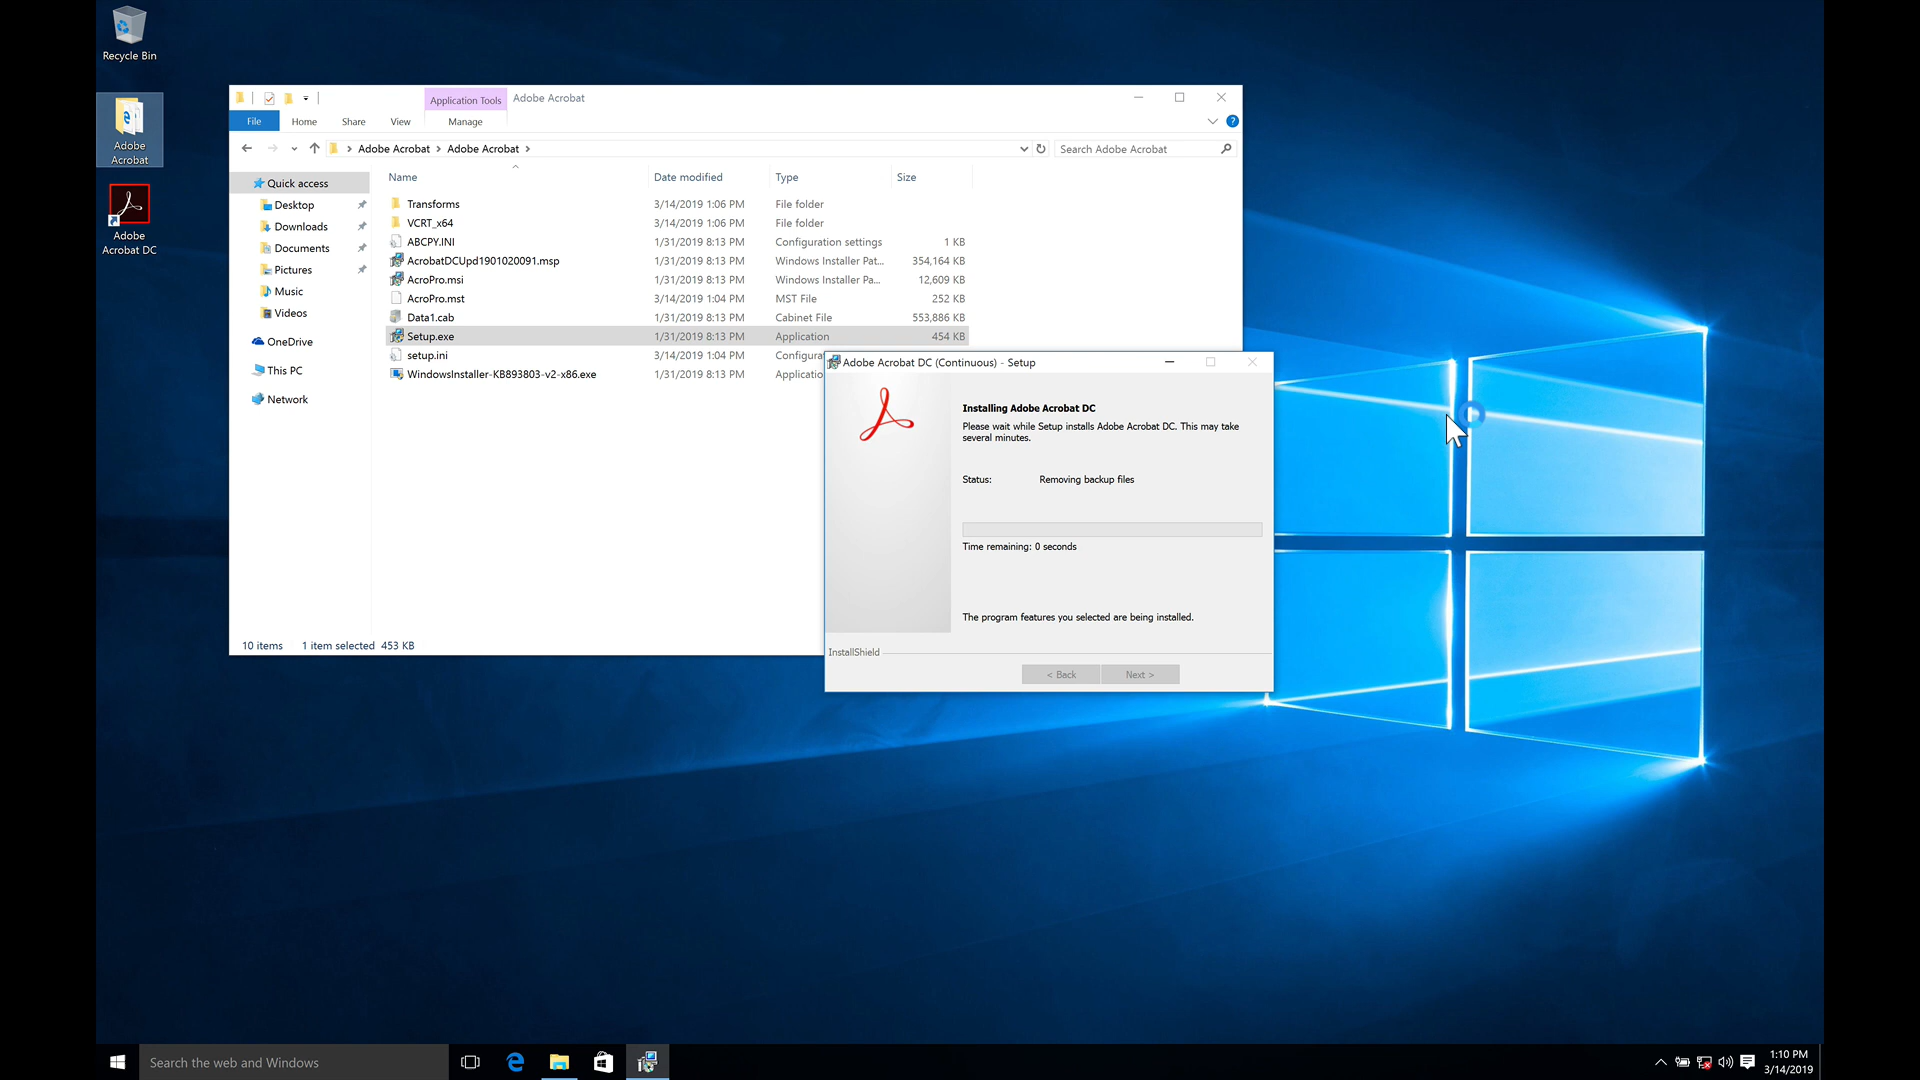 Recycle Bin
Adobe
Acrobat
Adobe
Acrobat DC
Application Tools
Adobe Acrobat
File
Home
Share
View
Manage
Adobe Acrobat
Adobe Acrobat
Search Adobe Acrobat
Name
Date modified
Type
Size
Quick access
Desktop
Downloads
Documents
Pictures
Music
Videos
OneDrive
This PC
Network
Transforms 3/14/2019 1:06 PM File folder
VCRT_x64 3/14/2019 1:06 PM File folder
ABCPY.INI 1/31/2019 8:13 PM Configuration settings 1 KB
AcrobatDCUpd1901020091.msp 1/31/2019 8:13 PM Windows Installer Pat... 354,164 KB
AcroPro.msi 1/31/2019 8:13 PM Windows Installer Pa... 12,609 KB
AcroPro.mst 3/14/2019 1:04 PM MST File 252 KB
Data1.cab 1/31/2019 8:13 PM Cabinet File 553,886 KB
Setup.exe 1/31/2019 8:13 PM Application 454 KB
setup.ini 3/14/2019 1:04 PM Configura
WindowsInstaller-KB893803-v2-x86.exe 1/31/2019 8:13 PM Applicatio
10 items 1 item selected 453 KB
Adobe Acrobat DC (Continuous) - Setup
Installing Adobe Acrobat DC
Please wait while Setup installs Adobe Acrobat DC. This may take
several minutes.
Status: Removing backup files
Time remaining: 0 seconds
The program features you selected are being installed.
InstallShield
< Back
Next >
Search the web and Windows
1:10 PM
3/14/2019